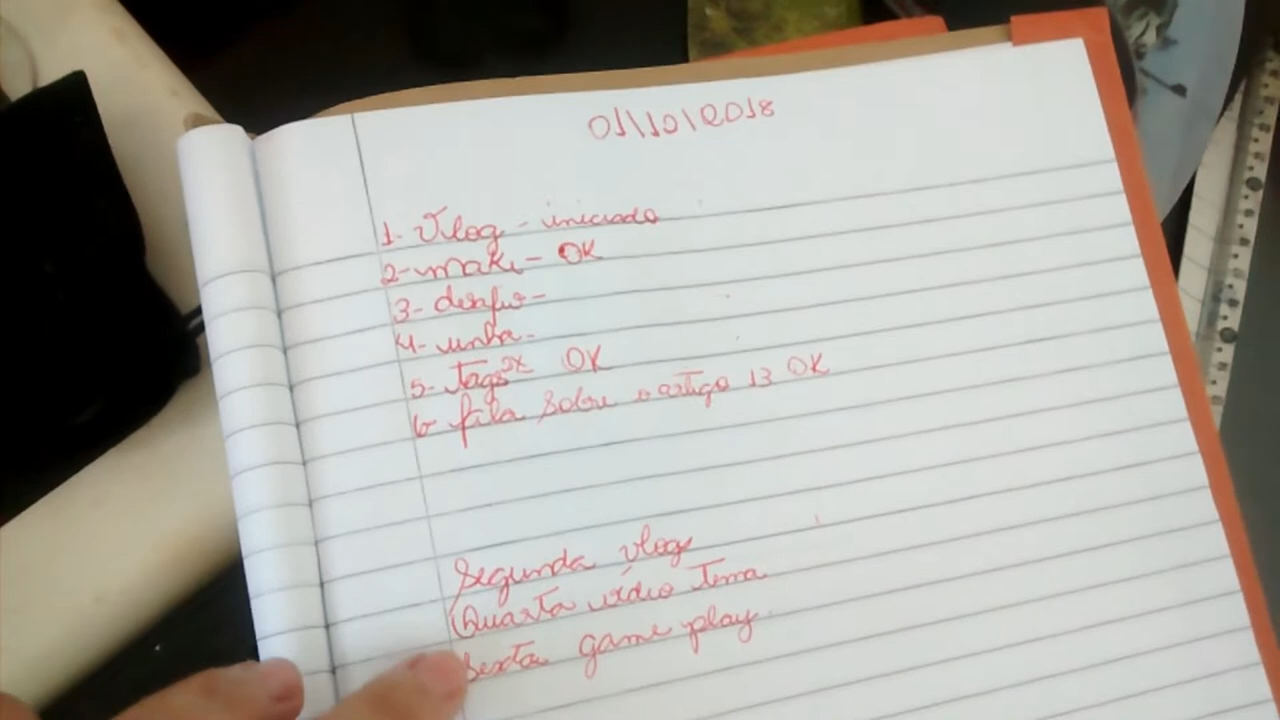 01\10\2018
1- Vlog - iniciado
2- make - OK
3- desafio -
4- unha -
5- Tags OK
6- fala sobre o artigo 13 OK
Segunda vlog
Quarta vídeo Tema
Sexta game play